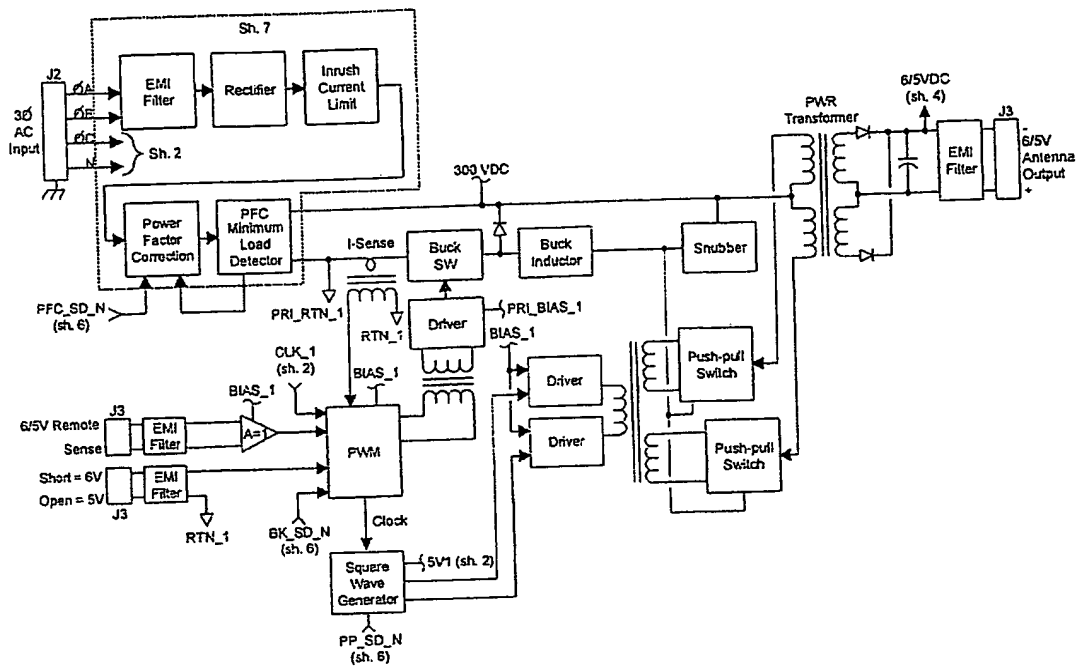 Sh. 7
J2
3Ø
AC
Input
ØA
ØB
ØC
N
Sh. 2
EMI
Filter
Rectifier
Inrush
Current
Limit
Power
Factor
Correction
PFC
Minimum
Load
Detector
PFC_SD_N
(sh. 6)
300 VDC
I-Sense
PRI_RTN_1
RTN_1
Buck
SW
Buck
Inductor
Snubber
Driver
PRI_BIAS_1
PWR
Transformer
6/5VDC
(sh. 4)
EMI
Filter
J3
-
6/5V
Antenna
Output
+
CLK_1
(sh. 2)
BIAS_1
BIAS_1
BIAS_1
Driver
Driver
Push-pull
Switch
Push-pull
Switch
6/5V Remote
Sense
J3
EMI
Filter
A=1
PWM
Short = 6V
Open = 5V
J3
EMI
Filter
RTN_1
BK_SD_N
(sh. 6)
Clock
Square
Wave
Generator
5V1 (sh. 2)
PP_SD_N
(sh. 6)